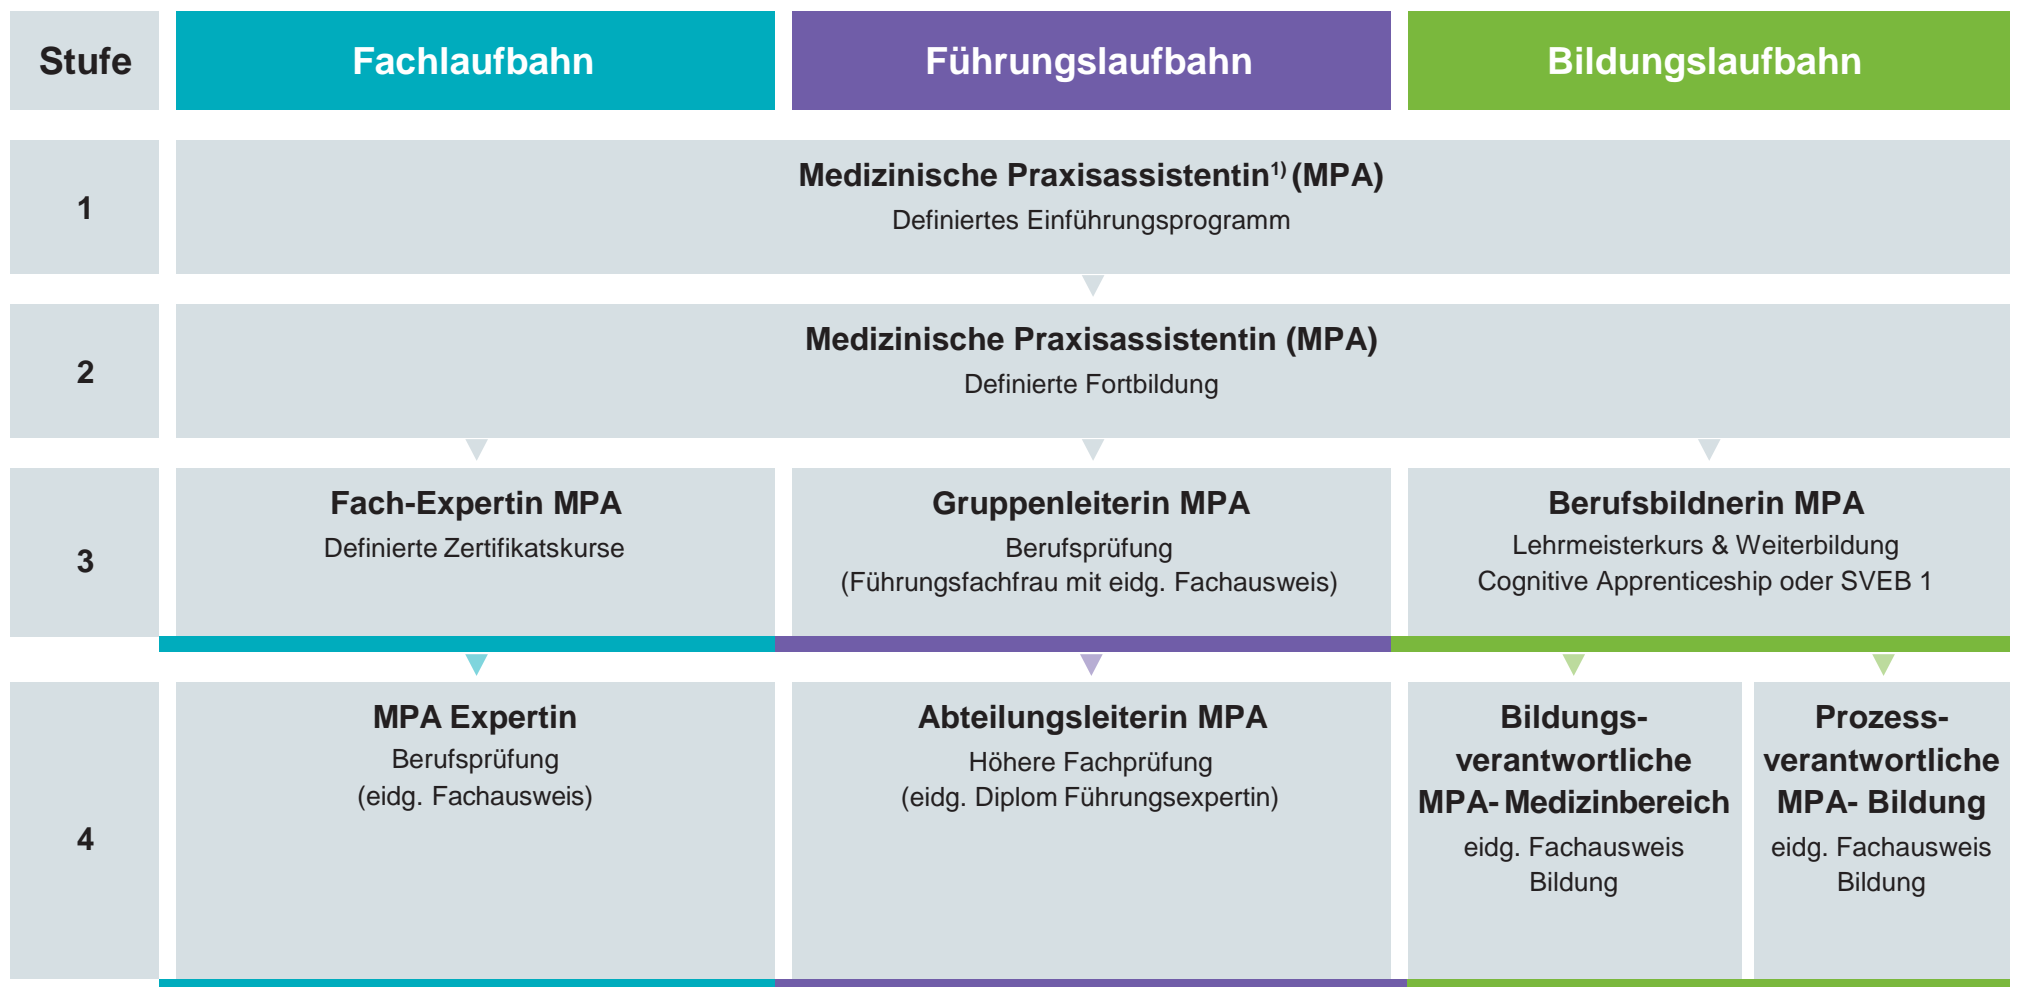 Stufe
Fachlaufbahn
Führungslaufbahn
Bildungslaufbahn
1
Medizinische Praxisassistentin1) (MPA)
Definiertes Einführungsprogramm
2
Medizinische Praxisassistentin (MPA)
Definierte Fortbildung
3
Fach-Expertin MPA
Definierte Zertifikatskurse
Gruppenleiterin MPA
Berufsprüfung
(Führungsfachfrau mit eidg. Fachausweis)
Berufsbildnerin MPA
Lehrmeisterkurs & Weiterbildung
Cognitive Apprenticeship oder SVEB 1
4
MPA Expertin
Berufsprüfung
(eidg. Fachausweis)
Abteilungsleiterin MPA
Höhere Fachprüfung
(eidg. Diplom Führungsexpertin)
Bildungs-
verantwortliche
MPA- Medizinbereich
eidg. Fachausweis
Bildung
Prozess-
verantwortliche
MPA- Bildung
eidg. Fachausweis
Bildung